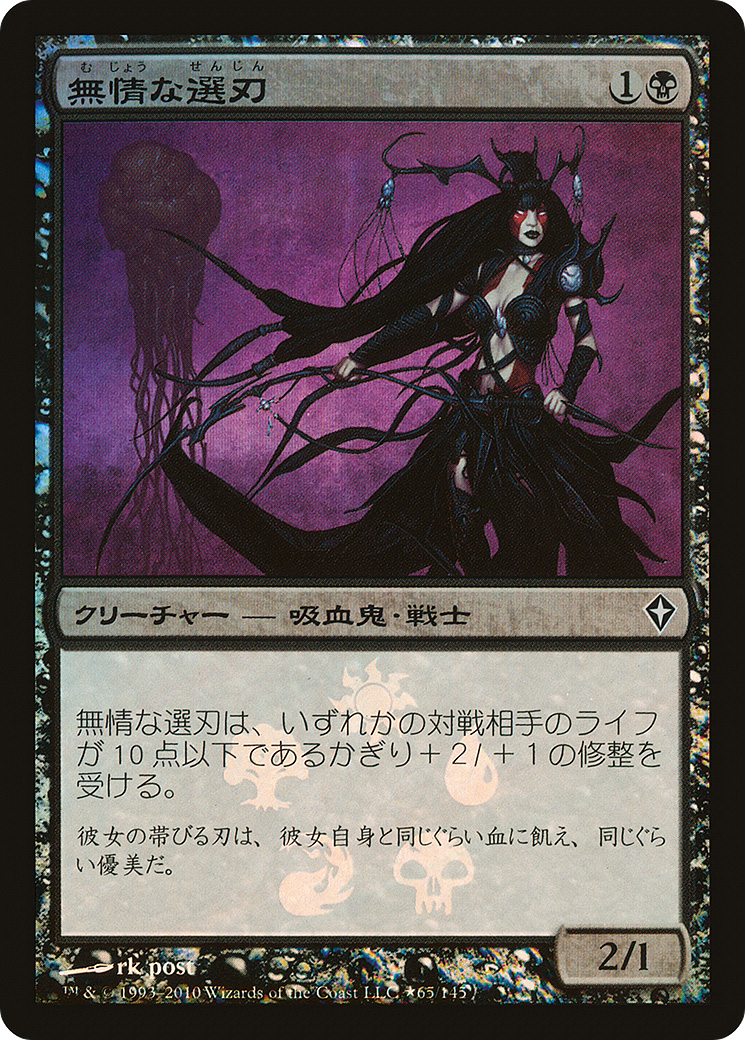 む じょう せんじん
無情な選刃
1
クリーチャー — 吸血鬼・戦士
無情な選刃は、いずれかの対戦相手のライフ
が 10 点以下であるかぎり+2/+1の修整を
受ける。
彼女の帯びる刃は、彼女自身と同じぐらい血に飢え、同じぐら
い優美だ。
2/1
rk post
™ & © 1993–2010 Wizards of the Coast LLC ★65/145